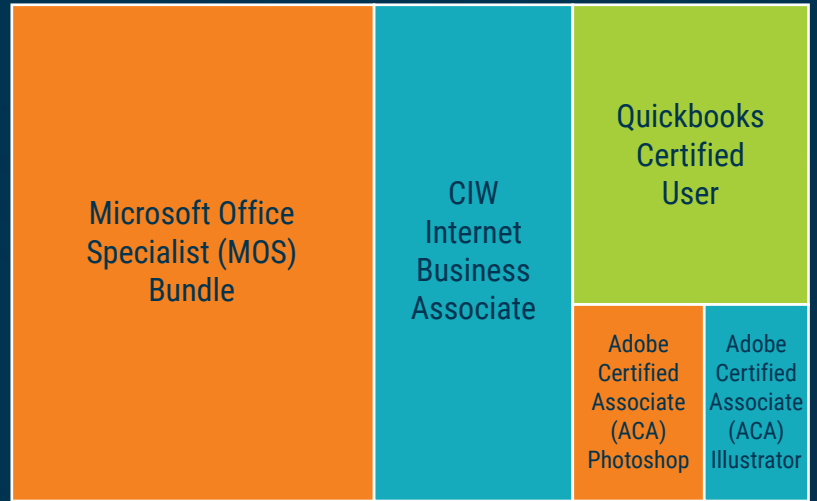 Microsoft Office
Specialist (MOS)
Bundle
CIW
Internet
Business
Associate
Quickbooks
Certified
User
Adobe
Certified
Associate
(ACA)
Photoshop
Adobe
Certified
Associate
(ACA)
Illustrator